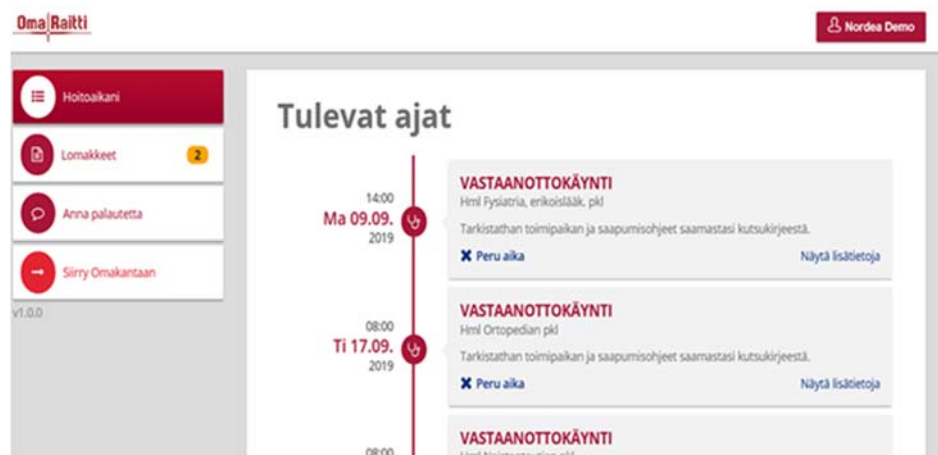 Oma Raitti
Nordea Demo
Hoitoaikani
Lomakkeet 2
Anna palautetta
Siirry Omakantaan
v1.0.0
Tulevat ajat
14:00
Ma 09.09.
2019
VASTAANOTTOKÄYNTI
Hml Fysiatria, erikoislääk. pkl
Tarkistathan toimipaikan ja saapumisohjeet saamastasi kutsukirjeestä.
Peru aika
Näytä lisätietoja
08:00
Ti 17.09.
2019
VASTAANOTTOKÄYNTI
Hml Ortopedian pkl
Tarkistathan toimipaikan ja saapumisohjeet saamastasi kutsukirjeestä.
Peru aika
Näytä lisätietoja
08:00
VASTAANOTTOKÄYNTI
Hml